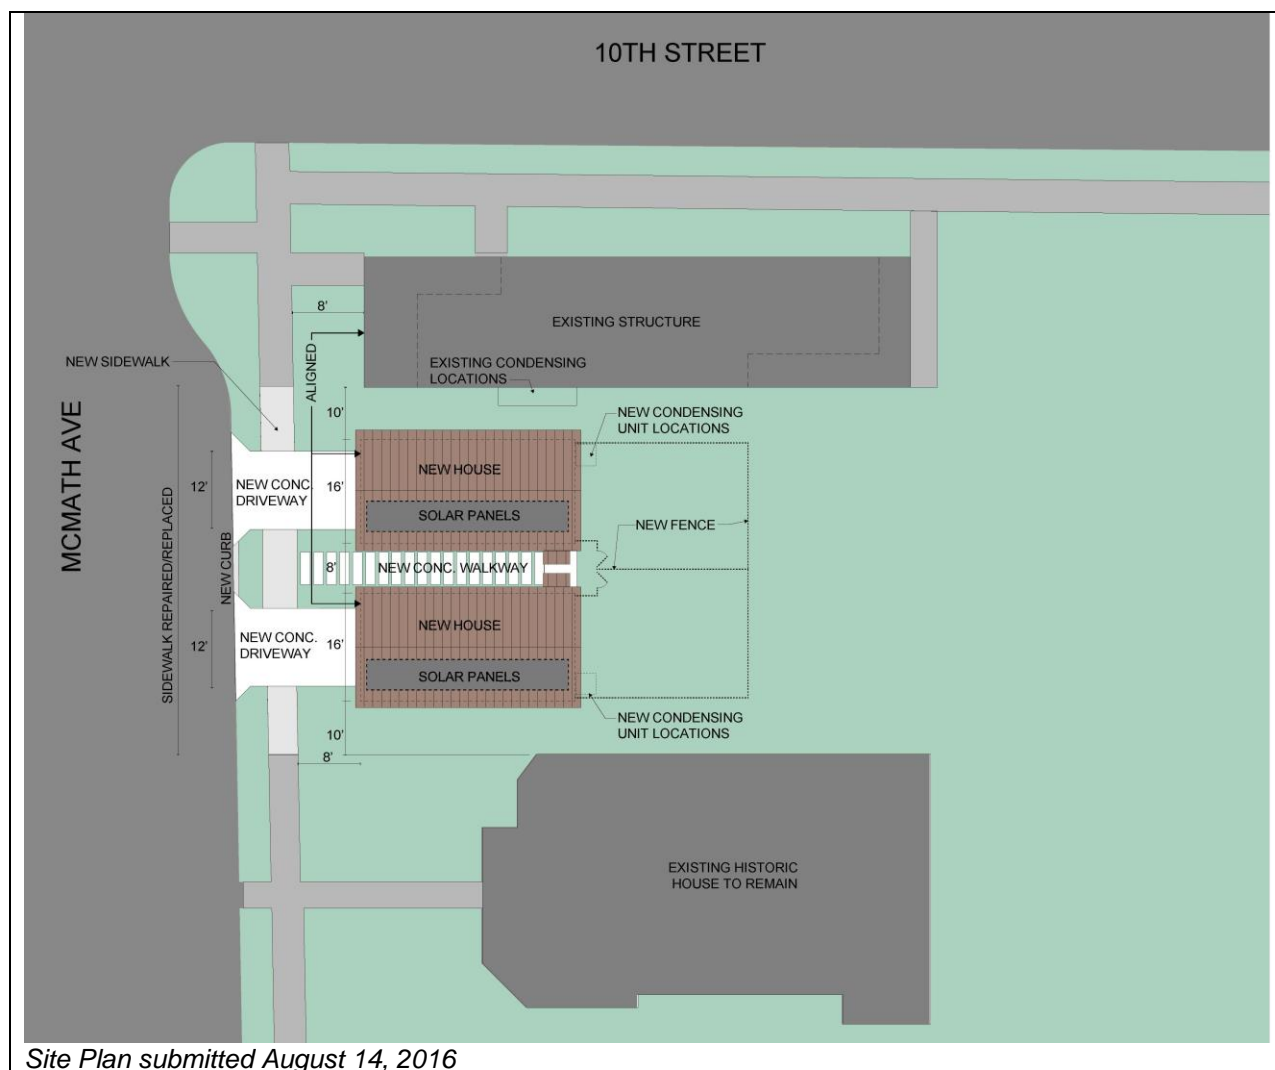 10TH STREET
8'
EXISTING STRUCTURE
NEW SIDEWALK
ALIGNED
EXISTING CONDENSING
LOCATIONS
MCMATH AVE
10'
NEW CONDENSING
UNIT LOCATIONS
NEW HOUSE
12'
NEW CONC.
DRIVEWAY
16'
SIDEWALK REPAIRED/REPLACED
SOLAR PANELS
NEW FENCE
NEW CURB
8'
NEW CONC. WALKWAY
NEW HOUSE
12'
NEW CONC.
DRIVEWAY
16'
SOLAR PANELS
NEW CONDENSING
UNIT LOCATIONS
10'
8'
EXISTING HISTORIC
HOUSE TO REMAIN
Site Plan submitted August 14, 2016